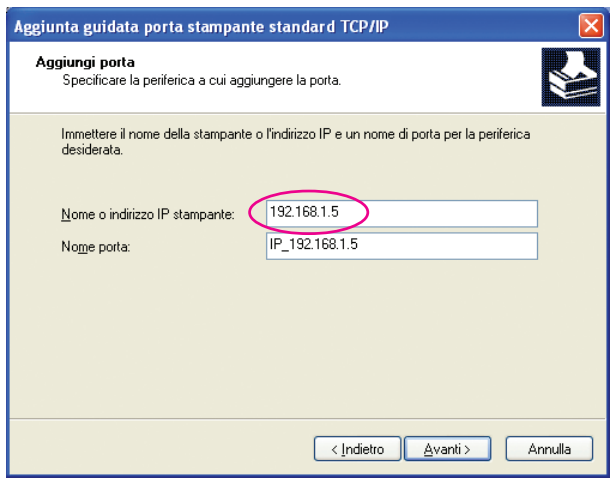 Aggiunta guidata porta stampante standard TCP/IP
Aggiungi porta
Specificare la periferica a cui aggiungere la porta.
Immettere il nome della stampante o l'indirizzo IP e un nome di porta per la periferica
desiderata.
Nome o indirizzo IP stampante: 192.168.1.5
Nome porta: IP_192.168.1.5
< Indietro Avanti > Annulla